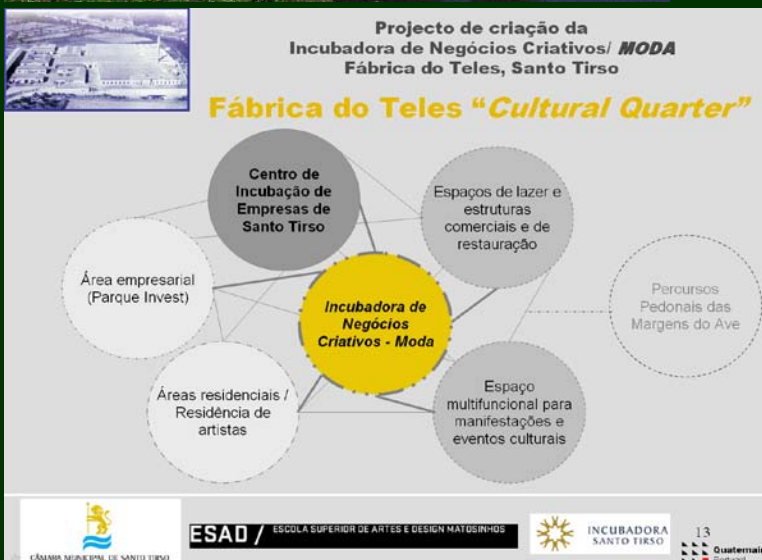 Projecto de criação da
Incubadora de Negócios Criativos/ MODA
Fábrica do Teles, Santo Tirso
Fábrica do Teles “Cultural Quarter”
Centro de
Incubação de
Empresas de
Santo Tirso
Espaços de lazer e
estruturas
comerciais e de
restauração
Área empresarial
(Parque Invest)
Incubadora de
Negócios
Criativos - Moda
Percursos
Pedonais das
Margens do Ave
Áreas residenciais /
Residência de
artistas
Espaço
multifuncional para
manifestações e
eventos culturais
CÂMARA MUNICIPAL DE SANTO TIRSO
ESAD / ESCOLA SUPERIOR DE ARTES E DESIGN MATOSINHOS
INCUBADORA
SANTO TIRSO
13
Quaternaire
Portugal